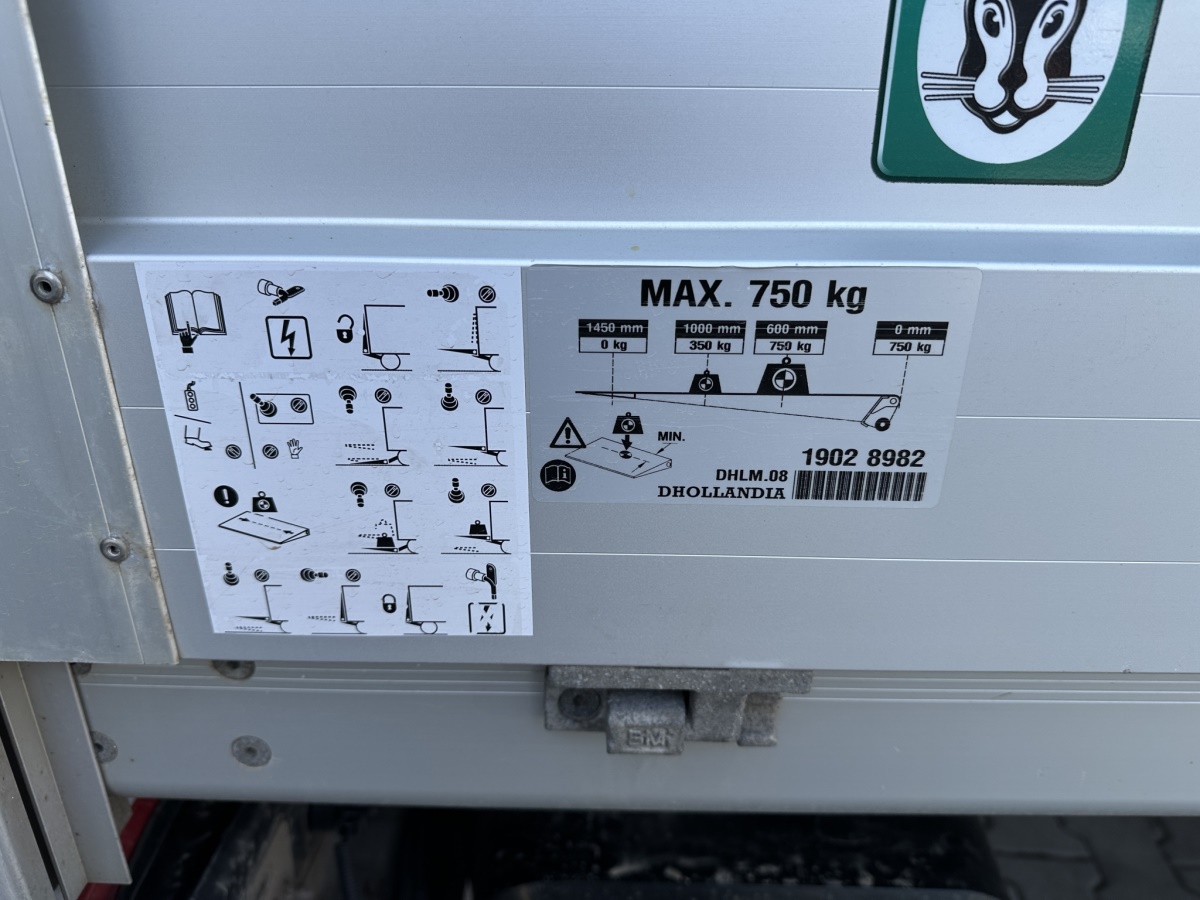 MAX. 750 kg
1450 mm 1000 mm 600 mm 0 mm
0 kg 350 kg 750 kg 750 kg
MIN.
1902 8982
DHLM.08
DHOLLANDIA
BMI